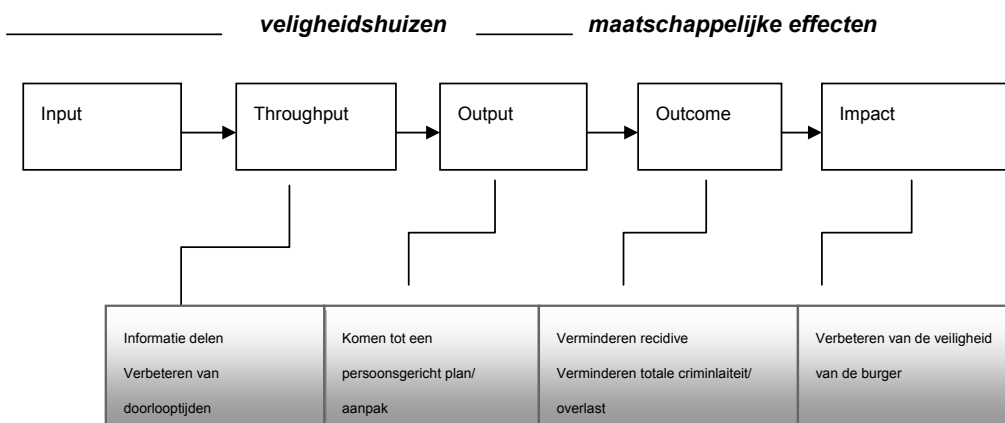 veligheidshuizen maatschappelijke effecten
Input Throughput Output Outcome Impact
Informatie delen
Verbeteren van
doorlooptijden
Komen tot een
persoonsgericht plan/
aanpak
Verminderen recidive
Verminderen totale criminlaiteit/
overlast
Verbeteren van de veiligheid
van de burger